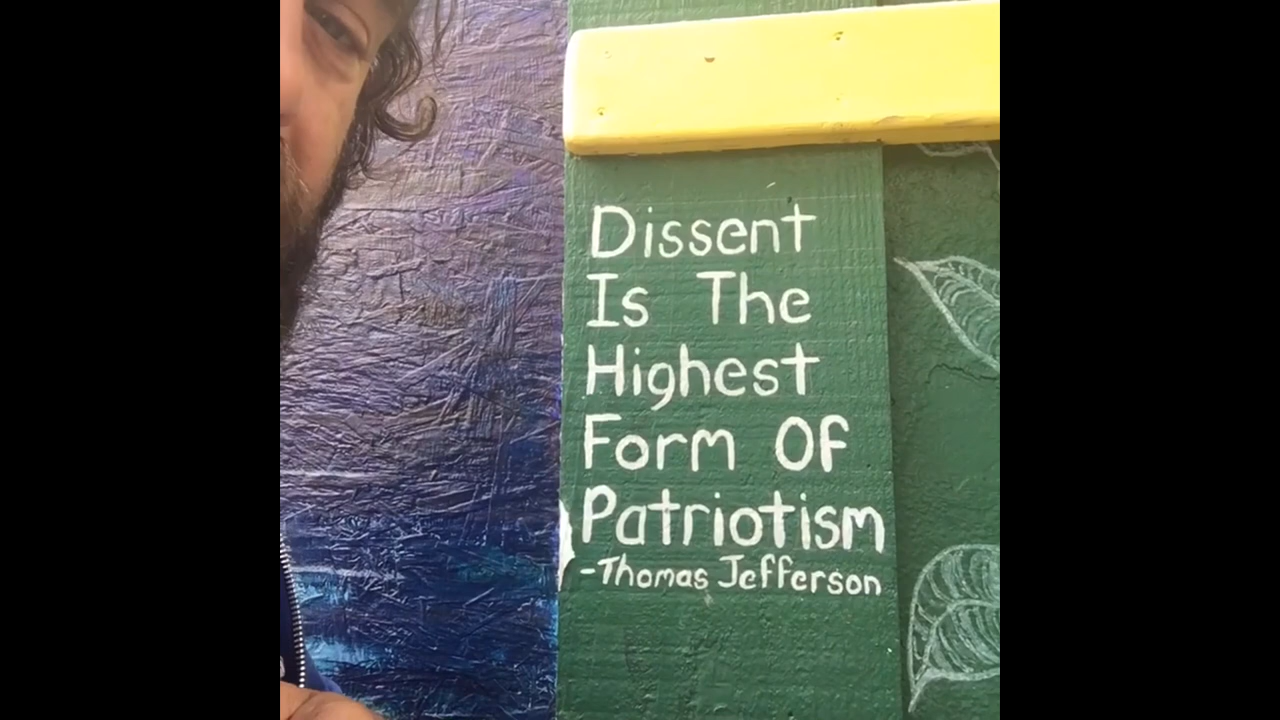 Dissent
Is The
Highest
Form Of
Patriotism
-Thomas Jefferson